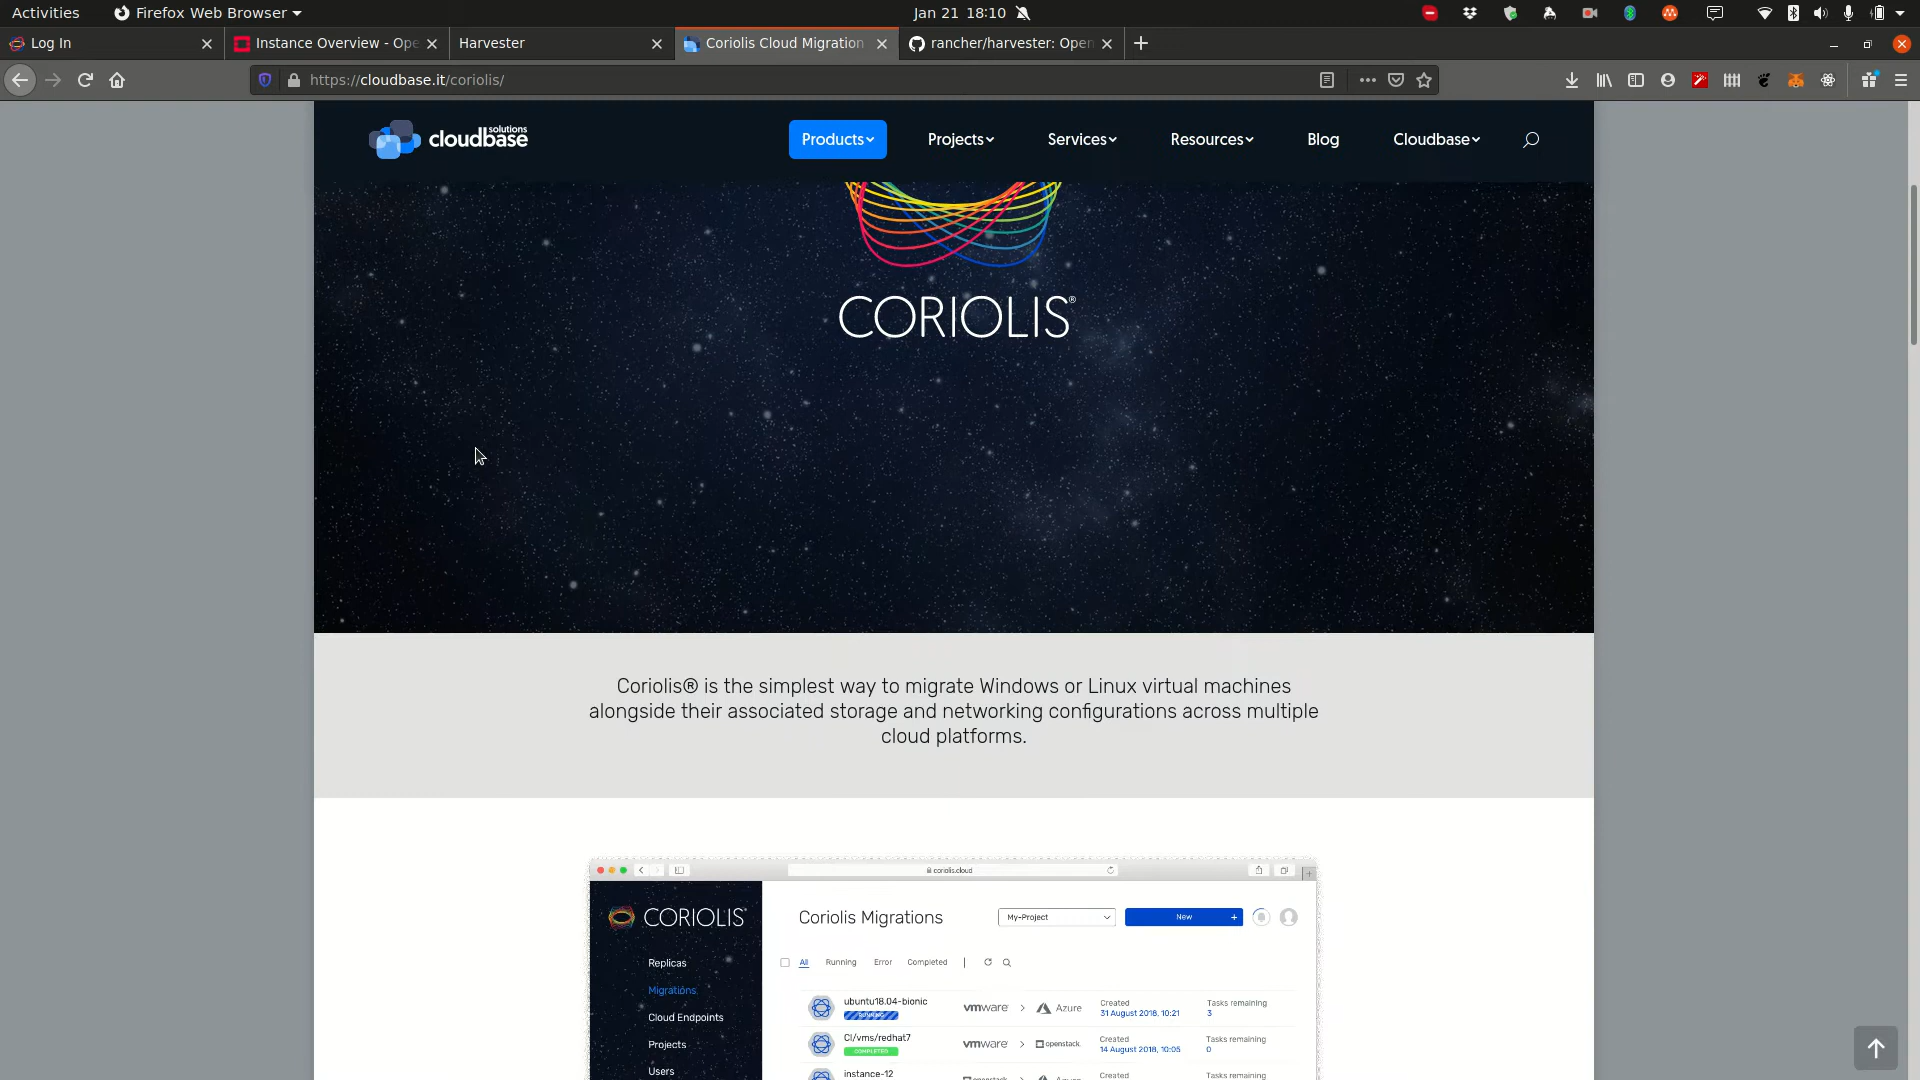 Activities
Firefox Web Browser
Jan 21 18:10
Log In
Instance Overview - Ope
Harvester
Coriolis Cloud Migration
rancher/harvester: Open
https://cloudbase.it/coriolis/
cloudbase solutions
Products
Projects
Services
Resources
Blog
Cloudbase
CORIOLIS®
Coriolis® is the simplest way to migrate Windows or Linux virtual machines
alongside their associated storage and networking configurations across multiple
cloud platforms.
coriolis.cloud
CORIOLIS
Coriolis Migrations
My-Project
New +
Replicas
All
Running
Error
Completed
Migrations
ubuntu18.04-bionic
RUNNING
vmware
Azure
Created
31 August 2018, 10:21
Tasks remaining
3
Cloud Endpoints
CI/vms/redhat7
COMPLETED
vmware
openstack.
Created
14 August 2018, 10:05
Tasks remaining
0
Projects
Users
instance-12
openstack.
Created
Tasks remaining